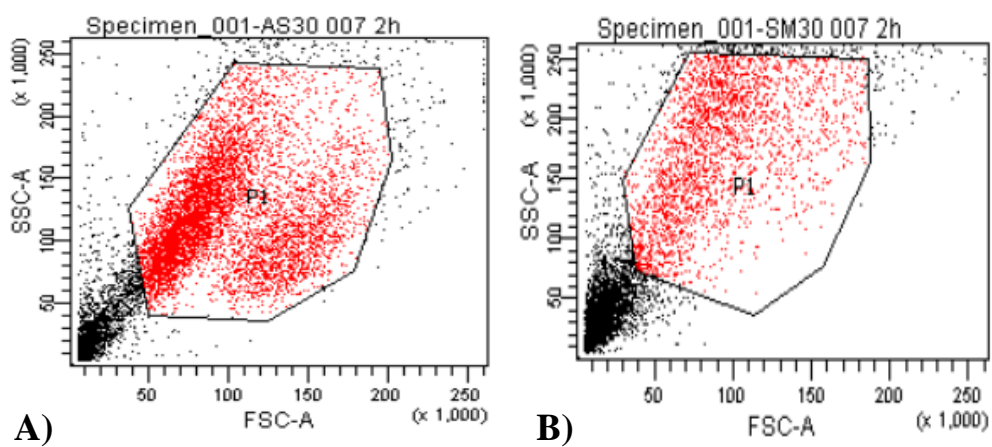 Specimen_001-AS30 007 2h
SSC-A
(x 1,000)
250
200
150
100
50
P1
50
100
150
200
250
FSC-A
(x 1,000)
A)
Specimen_001-SM30 007 2h
SSC-A
(x 1,000)
250
200
150
100
50
P1
50
100
150
200
250
FSC-A
(x 1,000)
B)